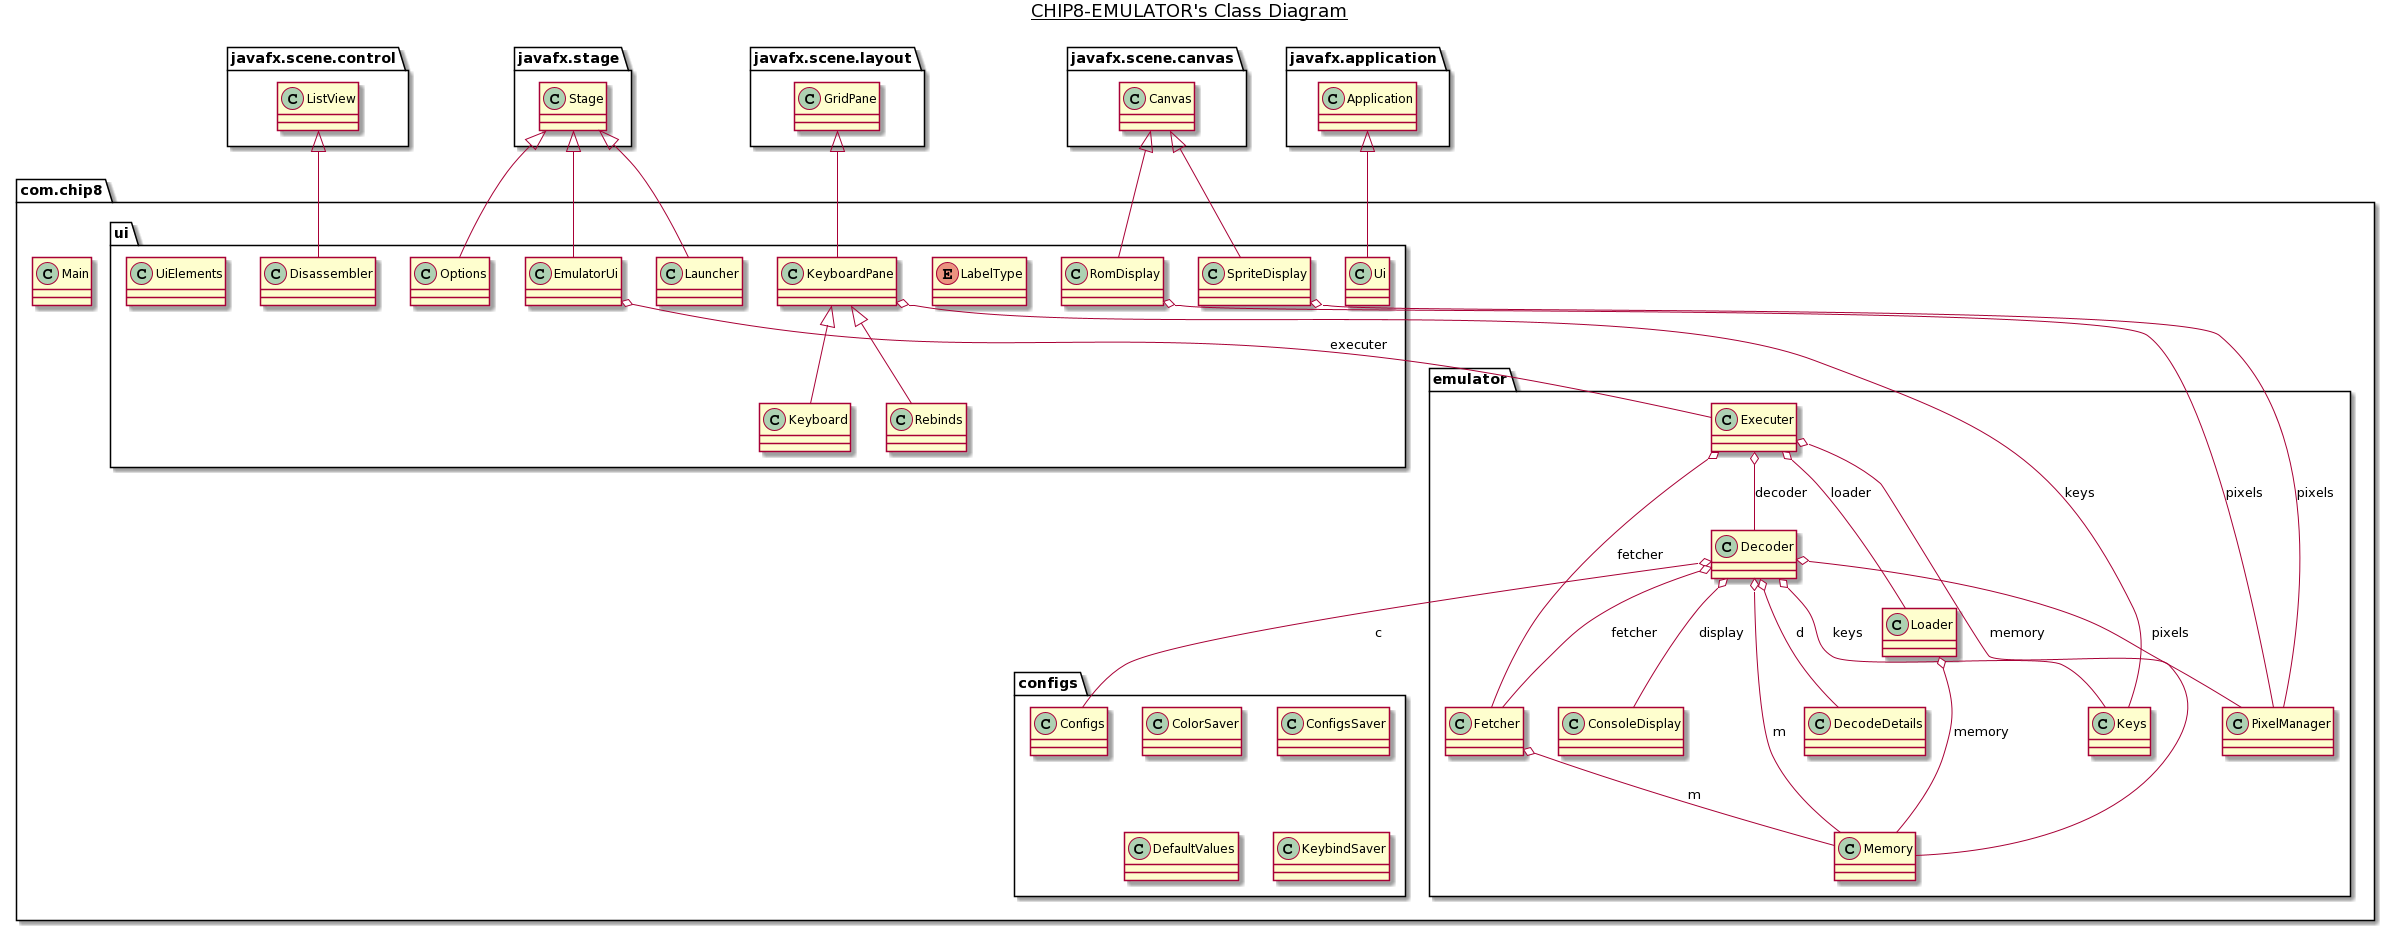 CHIP8-EMULATOR's Class Diagram
javafx.scene.control
javafx.stage
javafx.scene.layout
javafx.scene.canvas
javafx.application
C ListView
C Stage
C GridPane
C Canvas
C Application
com.chip8
ui
C Main
C UiElements
C Disassembler
C Options
C EmulatorUi
C Launcher
C KeyboardPane
E LabelType
C RomDisplay
C SpriteDisplay
C Ui
executer
emulator
C Keyboard
C Rebinds
C Executer
decoder
loader
keys
pixels
pixels
fetcher
C Decoder
c
fetcher
display
d
keys
C Loader
memory
pixels
configs
C Configs
C ColorSaver
C ConfigsSaver
C Fetcher
C ConsoleDisplay
C DecodeDetails
C Keys
C PixelManager
m
memory
m
C DefaultValues
C KeybindSaver
C Memory